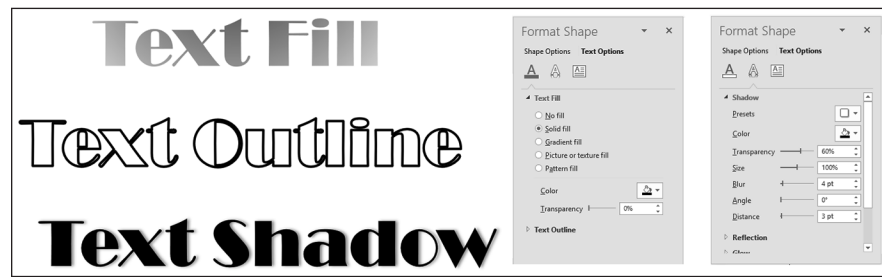 Text Fill
Text Outline
Text Shadow
Format Shape
Shape Options Text Options
Text Fill
No fill
Solid fill
Gradient fill
Picture or texture fill
Pattern fill
Color
Transparency 0%
Text Outline
Format Shape
Shape Options Text Options
Shadow
Presets
Color
Transparency 60%
Size 100%
Blur 4 pt
Angle 0°
Distance 3 pt
Reflection
Glow